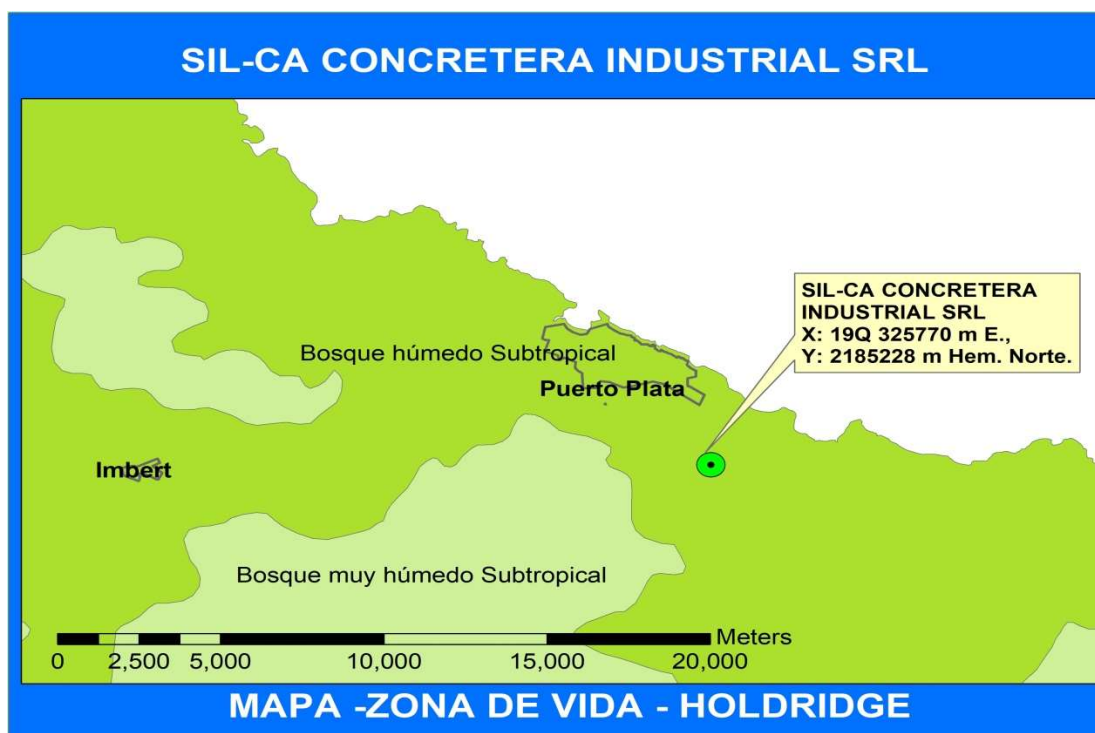 SIL-CA CONCRETERA INDUSTRIAL SRL
SIL-CA CONCRETERA
INDUSTRIAL SRL
X: 19Q 325770 m E.,
Y: 2185228 m Hem. Norte.
Bosque húmedo Subtropical
Puerto Plata
Imbert
Bosque muy húmedo Subtropical
Meters
0 2,500 5,000 10,000 15,000 20,000
MAPA -ZONA DE VIDA - HOLDRIDGE